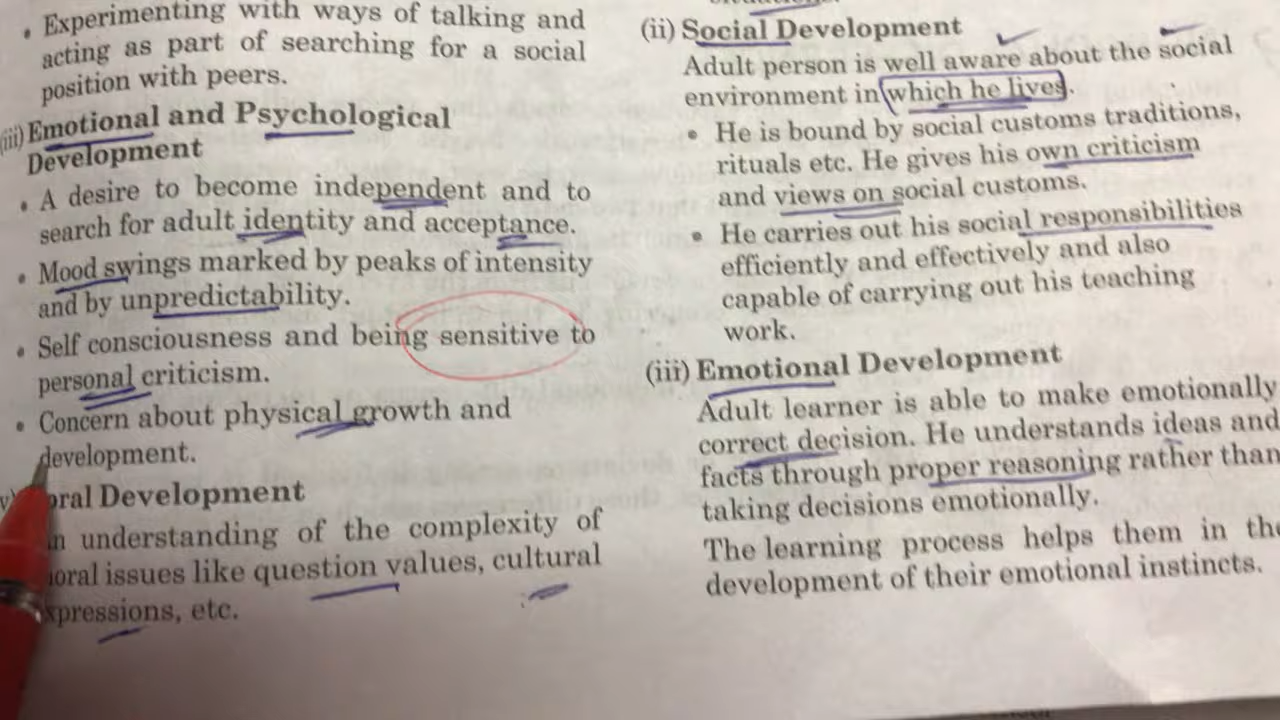 • Experimenting with ways of talking and
acting as part of searching for a social
position with peers.
(iii) Emotional and Psychological
Development
• A desire to become independent and to
search for adult identity and acceptance.
• Mood swings marked by peaks of intensity
and by unpredictability.
• Self consciousness and being sensitive to
personal criticism.
• Concern about physical growth and
development.
oral Development
n understanding of the complexity of
oral issues like question values, cultural
xpressions, etc.
(ii) Social Development
Adult person is well aware about the social
environment in which he lives.
• He is bound by social customs traditions,
rituals etc. He gives his own criticism
and views on social customs.
• He carries out his social responsibilities
efficiently and effectively and also
capable of carrying out his teaching
work.
(iii) Emotional Development
Adult learner is able to make emotionally
correct decision. He understands ideas and
facts through proper reasoning rather than
taking decisions emotionally.
The learning process helps them in the
development of their emotional instincts.